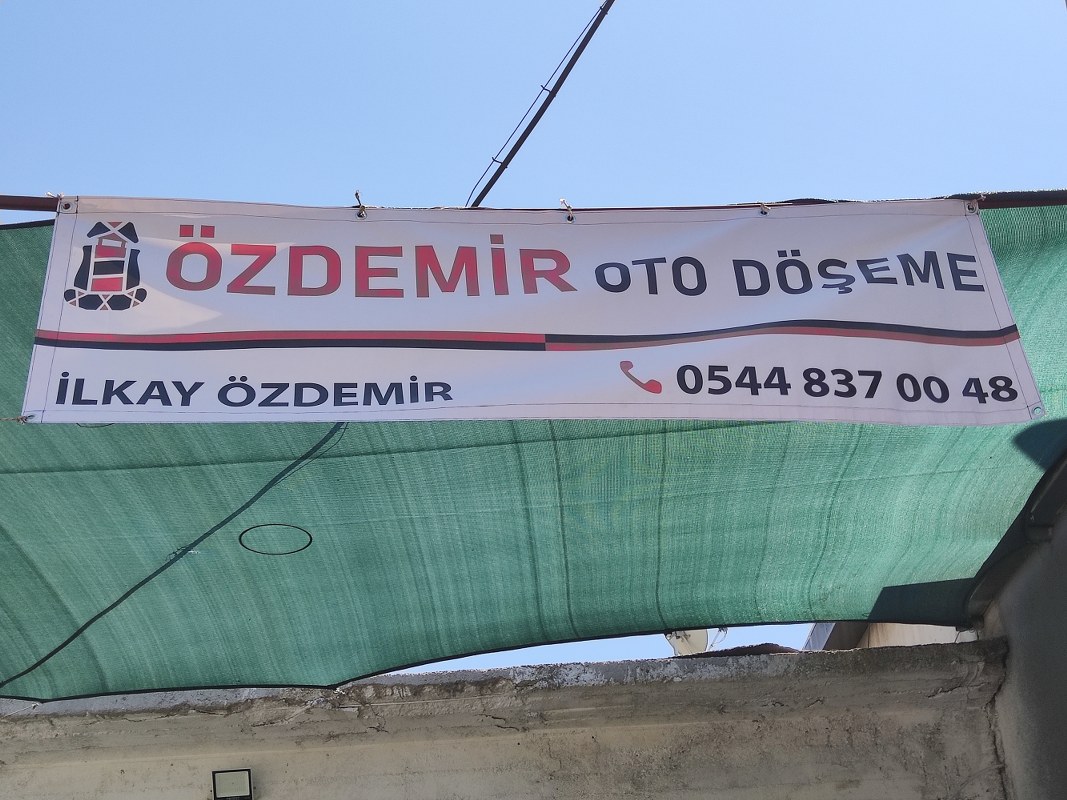 ÖZDEMİR OTO DÖŞEME
İLKAY ÖZDEMİR 0544 837 00 48